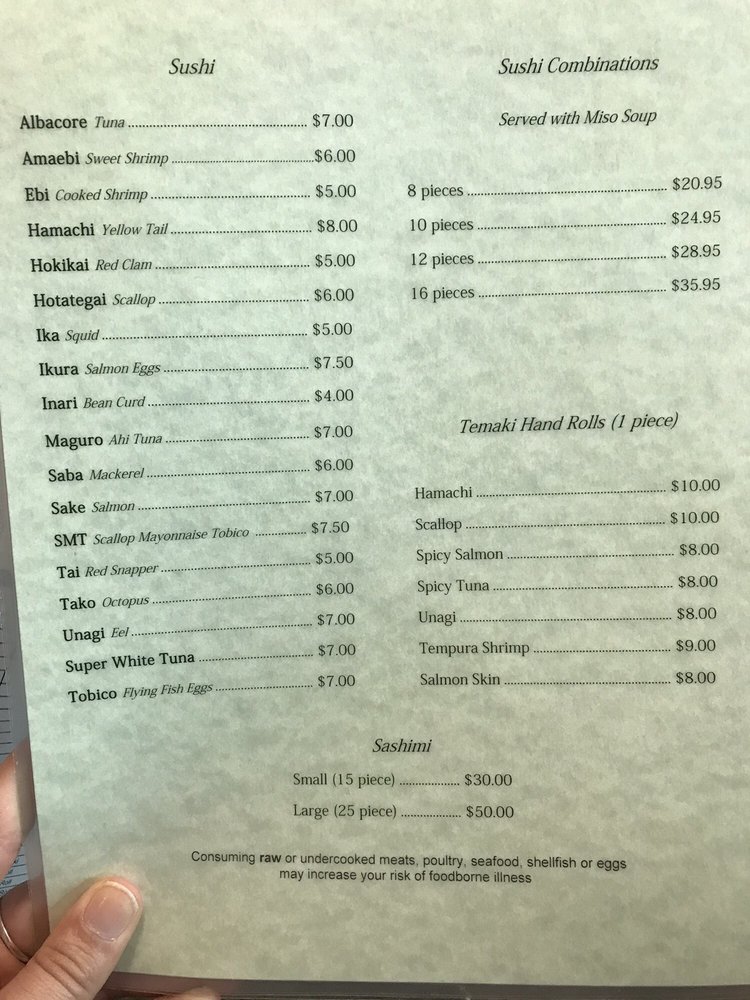 Sushi
Albacore Tuna ........ $7.00
Amaebi Sweet Shrimp ........ $6.00
Ebi Cooked Shrimp ........ $5.00
Hamachi Yellow Tail ........ $8.00
Hokikai Red Clam ........ $5.00
Hotategai Scallop ........ $6.00
Ika Squid ........ $5.00
Ikura Salmon Eggs ........ $7.50
Inari Bean Curd ........ $4.00
Maguro Ahi Tuna ........ $7.00
Saba Mackerel ........ $6.00
Sake Salmon ........ $7.00
SMT Scallop Mayonnaise Tobico ........ $7.50
Tai Red Snapper ........ $5.00
Tako Octopus ........ $6.00
Unagi Eel ........ $7.00
Super White Tuna ........ $7.00
Tobico Flying Fish Eggs ........ $7.00
Sushi Combinations
Served with Miso Soup
8 pieces ........ $20.95
10 pieces ........ $24.95
12 pieces ........ $28.95
16 pieces ........ $35.95
Temaki Hand Rolls (1 piece)
Hamachi ........ $10.00
Scallop ........ $10.00
Spicy Salmon ........ $8.00
Spicy Tuna ........ $8.00
Unagi ........ $8.00
Tempura Shrimp ........ $9.00
Salmon Skin ........ $8.00
Sashimi
Small (15 piece) ........ $30.00
Large (25 piece) ........ $50.00
Consuming raw or undercooked meats, poultry, seafood, shellfish or eggs
may increase your risk of foodborne illness